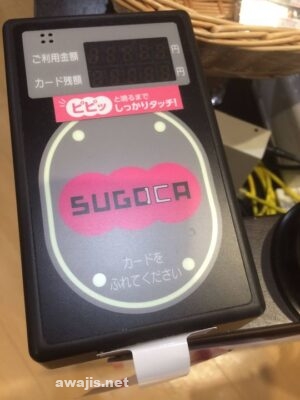 ご利用金額
円
カード残額
円
ピピッ と鳴るまで
しっかりタッチ!
SUGOCA
カードを
ふれてください
awajis.net